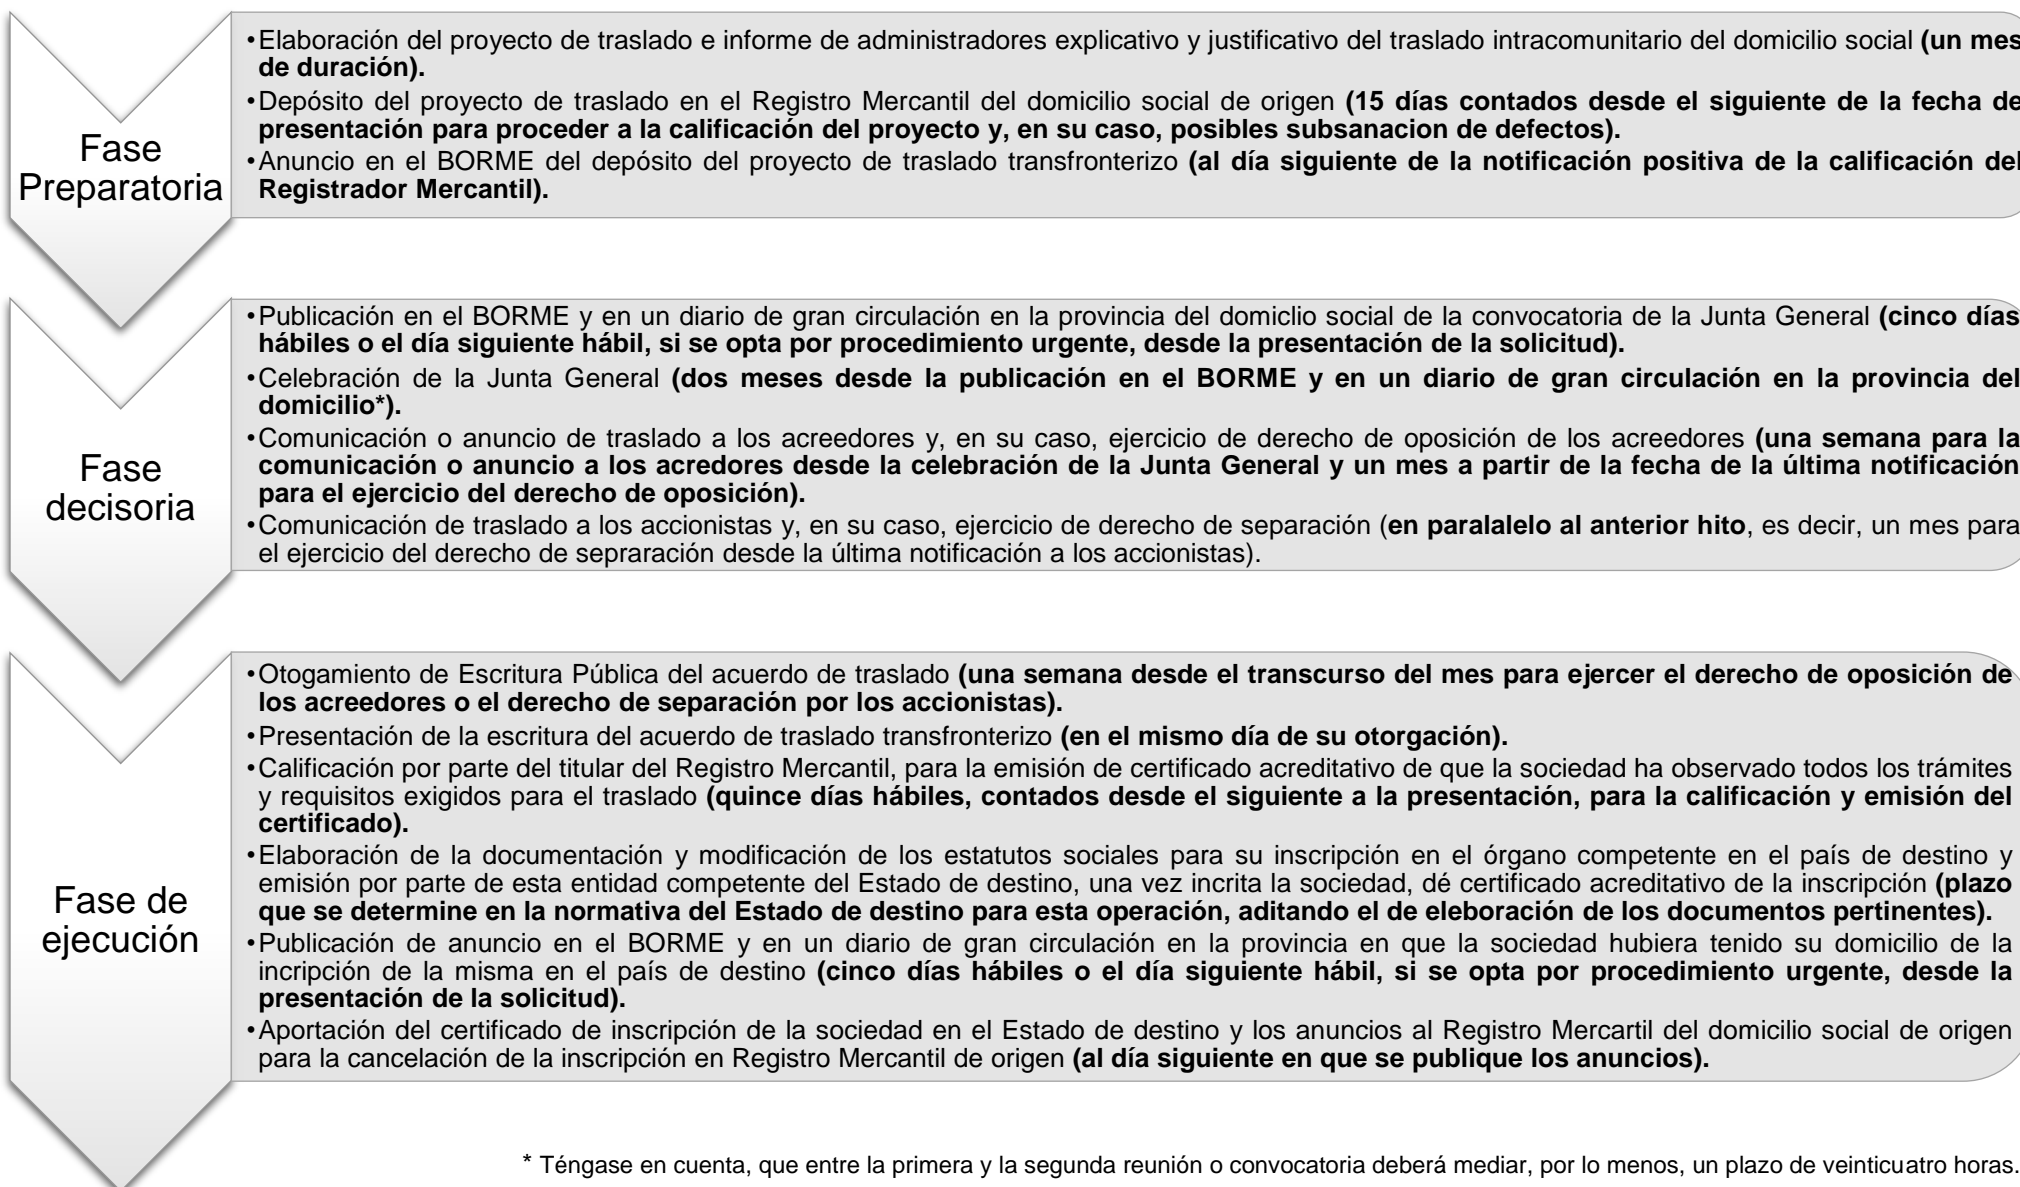 Fase
Preparatoria
•Elaboración del proyecto de traslado e informe de administradores explicativo y justificativo del traslado intracomunitario del domicilio social (un mes
de duración).
•Depósito del proyecto de traslado en el Registro Mercantil del domicilio social de origen (15 días contados desde el siguiente de la fecha de
presentación para proceder a la calificación del proyecto y, en su caso, posibles subsanacion de defectos).
•Anuncio en el BORME del depósito del proyecto de traslado transfronterizo (al día siguiente de la notificación positiva de la calificación del
Registrador Mercantil).
Fase
decisoria
•Publicación en el BORME y en un diario de gran circulación en la provincia del domiclio social de la convocatoria de la Junta General (cinco días
hábiles o el día siguiente hábil, si se opta por procedimiento urgente, desde la presentación de la solicitud).
•Celebración de la Junta General (dos meses desde la publicación en el BORME y en un diario de gran circulación en la provincia del
domicilio*).
•Comunicación o anuncio de traslado a los acreedores y, en su caso, ejercicio de derecho de oposición de los acreedores (una semana para la
comunicación o anuncio a los acredores desde la celebración de la Junta General y un mes a partir de la fecha de la última notificación
para el ejercicio del derecho de oposición).
•Comunicación de traslado a los accionistas y, en su caso, ejercicio de derecho de separación (en paralalelo al anterior hito, es decir, un mes para
el ejercicio del derecho de sepraración desde la última notificación a los accionistas).
Fase de
ejecución
•Otogamiento de Escritura Pública del acuerdo de traslado (una semana desde el transcurso del mes para ejercer el derecho de oposición de
los acreedores o el derecho de separación por los accionistas).
•Presentación de la escritura del acuerdo de traslado transfronterizo (en el mismo día de su otorgación).
•Calificación por parte del titular del Registro Mercantil, para la emisión de certificado acreditativo de que la sociedad ha observado todos los trámites
y requisitos exigidos para el traslado (quince días hábiles, contados desde el siguiente a la presentación, para la calificación y emisión del
certificado).
•Elaboración de la documentación y modificación de los estatutos sociales para su inscripción en el órgano competente en el país de destino y
emisión por parte de esta entidad competente del Estado de destino, una vez incrita la sociedad, dé certificado acreditativo de la inscripción (plazo
que se determine en la normativa del Estado de destino para esta operación, aditando el de eleboración de los documentos pertinentes).
•Publicación de anuncio en el BORME y en un diario de gran circulación en la provincia en que la sociedad hubiera tenido su domicilio de la
incripción de la misma en el país de destino (cinco días hábiles o el día siguiente hábil, si se opta por procedimiento urgente, desde la
presentación de la solicitud).
•Aportación del certificado de inscripción de la sociedad en el Estado de destino y los anuncios al Registro Mercartil del domicilio social de origen
para la cancelación de la inscripción en Registro Mercantil de origen (al día siguiente en que se publique los anuncios).
* Téngase en cuenta, que entre la primera y la segunda reunión o convocatoria deberá mediar, por lo menos, un plazo de veinticuatro horas.